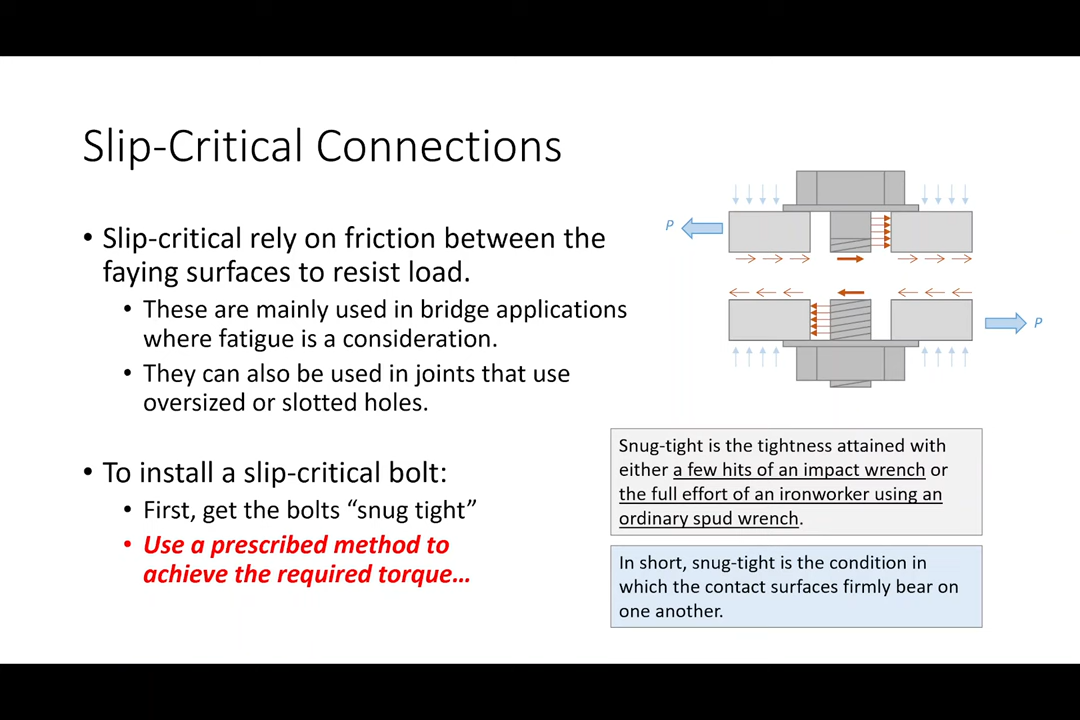 Slip-Critical Connections
• Slip-critical rely on friction between the
faying surfaces to resist load.
• These are mainly used in bridge applications
where fatigue is a consideration.
• They can also be used in joints that use
oversized or slotted holes.
• To install a slip-critical bolt:
• First, get the bolts “snug tight”
• Use a prescribed method to
achieve the required torque…
P
P
Snug-tight is the tightness attained with
either a few hits of an impact wrench or
the full effort of an ironworker using an
ordinary spud wrench.
In short, snug-tight is the condition in
which the contact surfaces firmly bear on
one another.